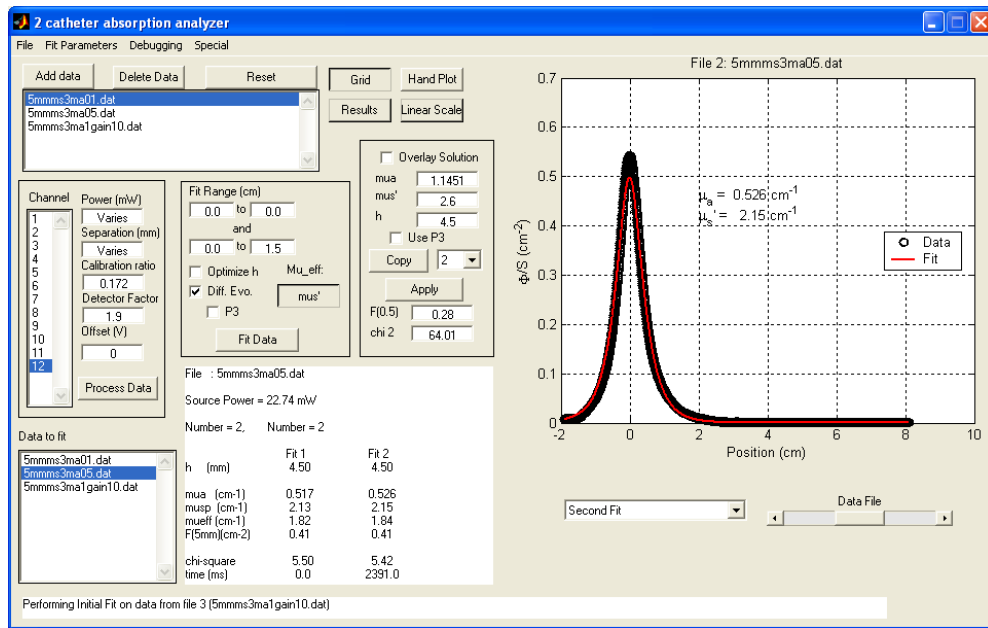 2 catheter absorption analyzer
File Fit Parameters Debugging Special
Add data Delete Data Reset
5mmms3ma01.dat
5mmms3ma05.dat
5mmms3ma1gain10.dat
Grid Hand Plot
Results Linear Scale
Channel
1
2
3
4
5
6
7
8
9
10
11
12
Power (mW)
Varies
Separation (mm)
Varies
Calibration ratio
0.172
Detector Factor
1.9
Offset (V)
0
Process Data
Fit Range (cm)
0.0 to 0.0
and
0.0 to 1.5
Optimize h Mu_eff:
Diff. Evo. mus'
P3
Fit Data
Overlay Solution
mua 1.1451
mus' 2.6
h 4.5
Use P3
Copy 2
Apply
F(0.5) 0.28
chi 2 64.01
Data to fit
5mmms3ma01.dat
5mmms3ma05.dat
5mmms3ma1gain10.dat
File : 5mmms3ma05.dat
Source Power = 22.74 mW
Number = 2, Number = 2
Fit 1 Fit 2
h (mm) 4.50 4.50
mua (cm-1) 0.517 0.526
musp (cm-1) 2.13 2.15
mueff (cm-1) 1.82 1.84
F(5mm)(cm-2) 0.41 0.41
chi-square 5.50 5.42
time (ms) 0.0 2391.0
File 2: 5mmms3ma05.dat
0.7
0.6
0.5
0.4
0.3
0.2
0.1
0
Φ/S (cm⁻²)
μa = 0.526 cm⁻¹
μs' = 2.15 cm⁻¹
Data
Fit
-2 0 2 4 6 8 10
Position (cm)
Second Fit
Data File
Performing Initial Fit on data from file 3 (5mmms3ma1gain10.dat)